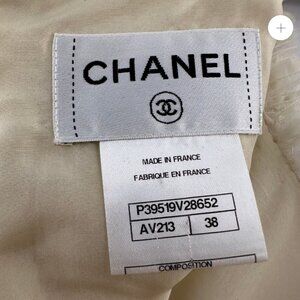 CHANEL
MADE IN FRANCE
FABRIQUE EN FRANCE
P39519V28652
AV213 38
COMPOSITION